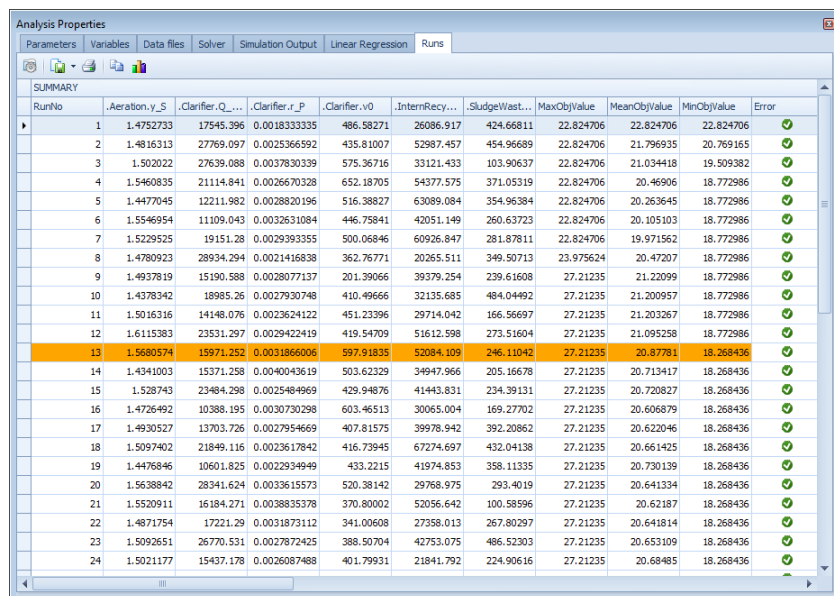 Analysis Properties
Parameters Variables Data files Solver Simulation Output Linear Regression Runs
SUMMARY
RunNo .Aeration.y_S .Clarifier.Q_... .Clarifier.r_P .Clarifier.v0 .InternRecy... .SludgeWast... MaxObjValue MeanObjValue MinObjValue Error
1 1.4752733 17545.396 0.0018333335 486.58271 26086.917 424.66811 22.824706 22.824706 22.824706
2 1.4816313 27769.097 0.0025366592 435.81007 52987.457 454.96689 22.824706 21.796935 20.769165
3 1.502022 27639.088 0.0037830339 575.36716 33121.433 103.90637 22.824706 21.034418 19.509382
4 1.5460835 21114.841 0.0026670328 652.18705 54377.575 371.05319 22.824706 20.46906 18.772986
5 1.4477045 12211.982 0.0028820196 516.38827 63089.084 354.96384 22.824706 20.263645 18.772986
6 1.5546954 11109.043 0.0032631084 446.75841 42051.149 260.63723 22.824706 20.105103 18.772986
7 1.5229525 19151.28 0.0029393355 500.06846 60926.847 281.87811 22.824706 19.971562 18.772986
8 1.4780923 28934.294 0.0021416838 362.76771 20265.511 349.50713 23.975624 20.47207 18.772986
9 1.4937819 15190.588 0.0028077137 201.39066 39379.254 239.61608 27.21235 21.22099 18.772986
10 1.4378342 18985.26 0.0027930748 410.49666 32135.685 484.04492 27.21235 21.200957 18.772986
11 1.5016316 14148.076 0.0023624122 451.23396 29714.042 166.56697 27.21235 21.203267 18.772986
12 1.6115383 23531.297 0.0029422419 419.54709 51612.598 273.51604 27.21235 21.095258 18.772986
13 1.5680574 15971.252 0.0031866006 597.91835 52084.109 246.11042 27.21235 20.87781 18.268436
14 1.4341003 15371.258 0.0040043619 503.62329 34947.966 205.16678 27.21235 20.713417 18.268436
15 1.528743 23484.298 0.0025484969 429.94876 41443.831 234.39131 27.21235 20.720827 18.268436
16 1.4726492 10388.195 0.0030730298 603.46513 30065.004 169.27702 27.21235 20.606879 18.268436
17 1.4930527 13703.726 0.0027954669 407.81575 39978.942 392.20862 27.21235 20.622046 18.268436
18 1.5097402 21849.116 0.0023617842 416.73945 67274.697 432.04138 27.21235 20.661425 18.268436
19 1.4476846 10601.825 0.0022934949 433.2215 41974.853 358.11335 27.21235 20.730139 18.268436
20 1.5638842 28341.624 0.0033615573 520.38142 29768.975 293.4019 27.21235 20.641334 18.268436
21 1.5520911 16184.271 0.0038835378 370.80002 52056.642 100.58596 27.21235 20.62187 18.268436
22 1.4871754 17221.29 0.0031873112 341.00608 27358.013 267.80297 27.21235 20.641814 18.268436
23 1.5092651 26770.531 0.0027872425 388.50704 42753.075 486.52303 27.21235 20.653109 18.268436
24 1.5021177 15437.178 0.0026087488 401.79931 21841.792 224.90616 27.21235 20.68485 18.268436